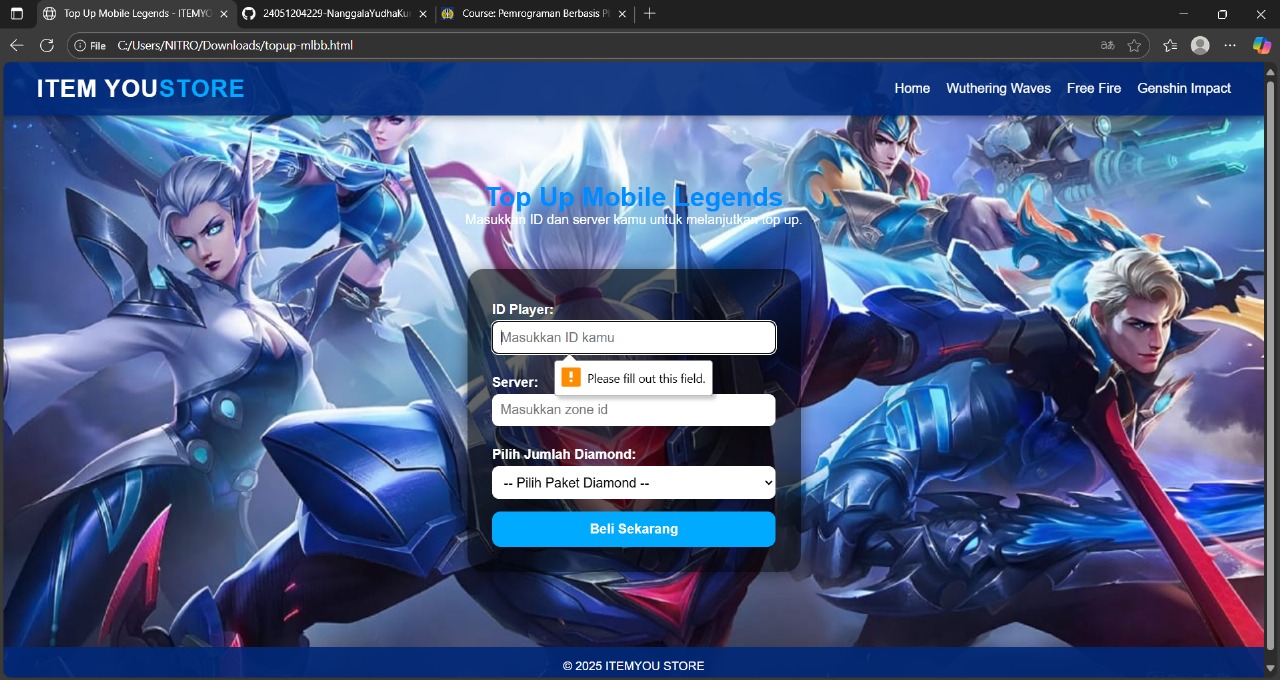 Top Up Mobile Legends - ITEMYO
24051204229-NanggalaYudhaKur
Course: Pemrograman Berbasis Pl
File C:/Users/NITRO/Downloads/topup-mlbb.html
ITEM YOUSTORE
Home Wuthering Waves Free Fire Genshin Impact
Top Up Mobile Legends
Masukkan ID dan server kamu untuk melanjutkan top up.
ID Player:
Masukkan ID kamu
Please fill out this field.
Server:
Masukkan zone id
Pilih Jumlah Diamond:
-- Pilih Paket Diamond --
Beli Sekarang
© 2025 ITEMYOU STORE